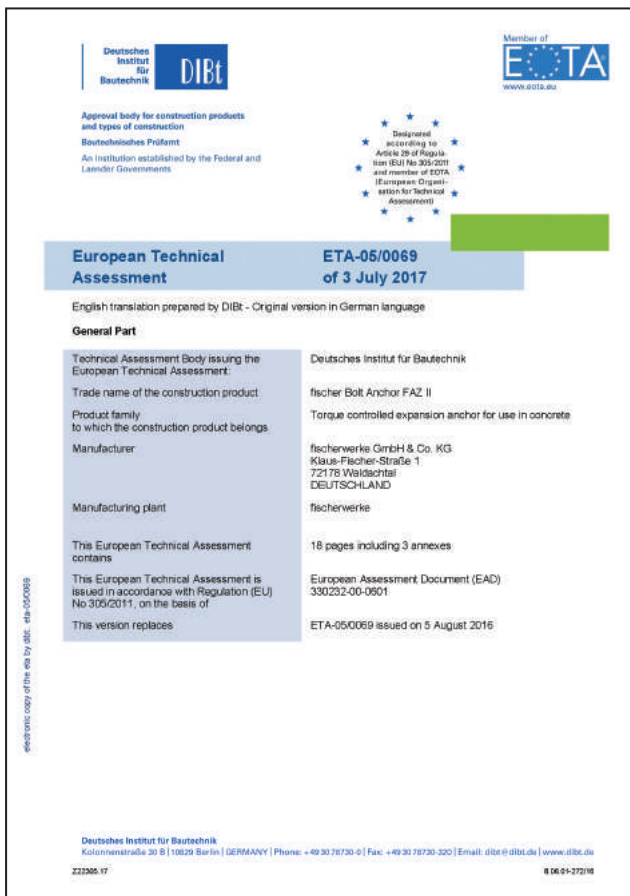 Deutsches
Institut
für
Bautechnik
DIBt
Member of
EOTA
www.eota.eu
Approval body for construction products
and types of construction
Bautechnisches Prüfamt
An institution established by the Federal and
Laender Governments
Designated
according to
Article 29 of Regula-
tion (EU) No 305/2011
and member of EOTA
(European Organi-
sation for Technical
Assessment)
European Technical
Assessment
ETA-05/0069
of 3 July 2017
English translation prepared by DIBt - Original version in German language
General Part
Technical Assessment Body issuing the
European Technical Assessment:
Deutsches Institut für Bautechnik
Trade name of the construction product
fischer Bolt Anchor FAZ II
Product family
to which the construction product belongs
Torque controlled expansion anchor for use in concrete
Manufacturer
fischerwerke GmbH & Co. KG
Klaus-Fischer-Straße 1
72178 Waldachtal
DEUTSCHLAND
Manufacturing plant
fischerwerke
This European Technical Assessment
contains
18 pages including 3 annexes
This European Technical Assessment is
issued in accordance with Regulation (EU)
No 305/2011, on the basis of
European Assessment Document (EAD)
330232-00-0601
This version replaces
ETA-05/0069 issued on 5 August 2016
electronic copy of the eta by dibt: eta-05/0069
Deutsches Institut für Bautechnik
Kolonnenstraße 30 B | 10829 Berlin | GERMANY | Phone: +49 30 78730-0 | Fax: +49 30 78730-320 | Email: dibt@dibt.de | www.dibt.de
Z22305.17
8.06.01-272/16